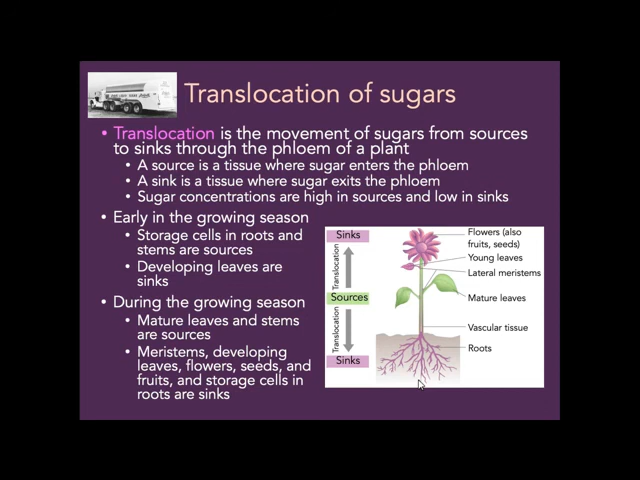 Translocation of sugars
• Translocation is the movement of sugars from sources
to sinks through the phloem of a plant
• A source is a tissue where sugar enters the phloem
• A sink is a tissue where sugar exits the phloem
• Sugar concentrations are high in sources and low in sinks
• Early in the growing season
• Storage cells in roots and
stems are sources
• Developing leaves are
sinks
• During the growing season
• Mature leaves and stems
are sources
• Meristems, developing
leaves, flowers, seeds, and
fruits, and storage cells in
roots are sinks
Sinks
Translocation
Sources
Translocation
Sinks
Flowers (also
fruits, seeds)
Young leaves
Lateral meristems
Mature leaves
Vascular tissue
Roots